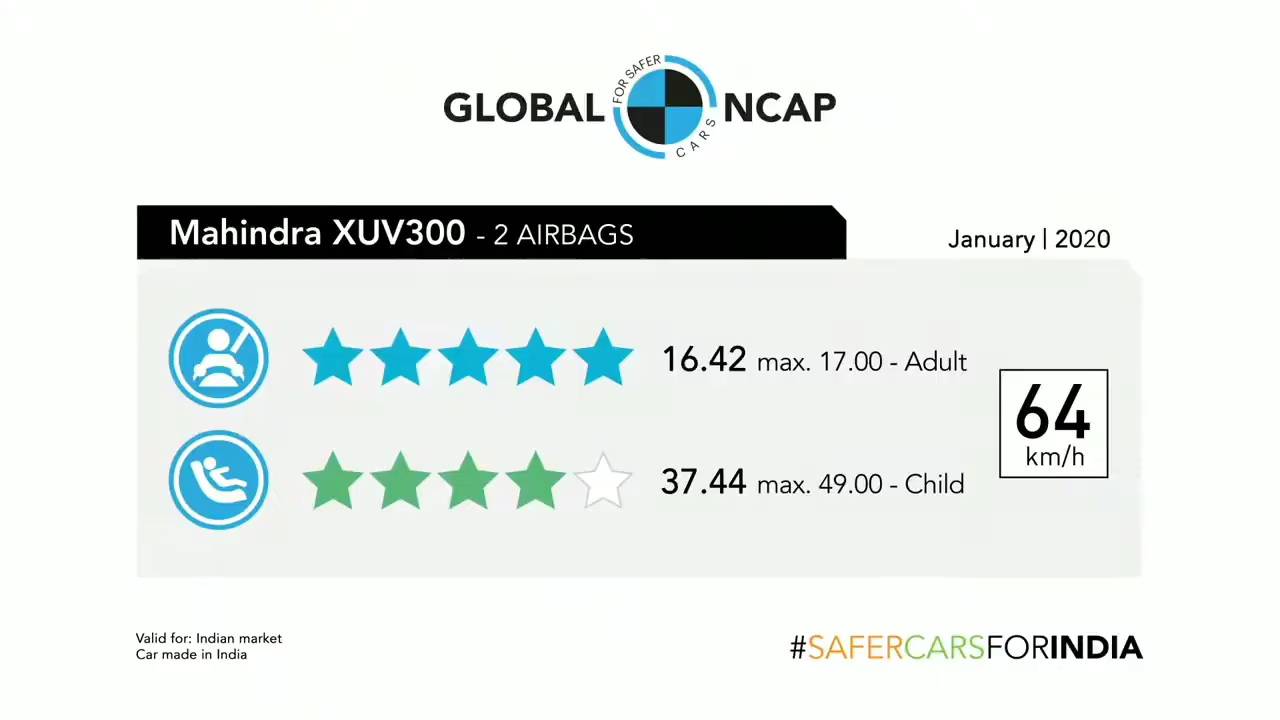 GLOBAL FOR SAFER CARS NCAP
Mahindra XUV300 - 2 AIRBAGS
January | 2020
16.42 max. 17.00 - Adult
64
km/h
37.44 max. 49.00 - Child
Valid for: Indian market
Car made in India
#SAFERCARSFORINDIA